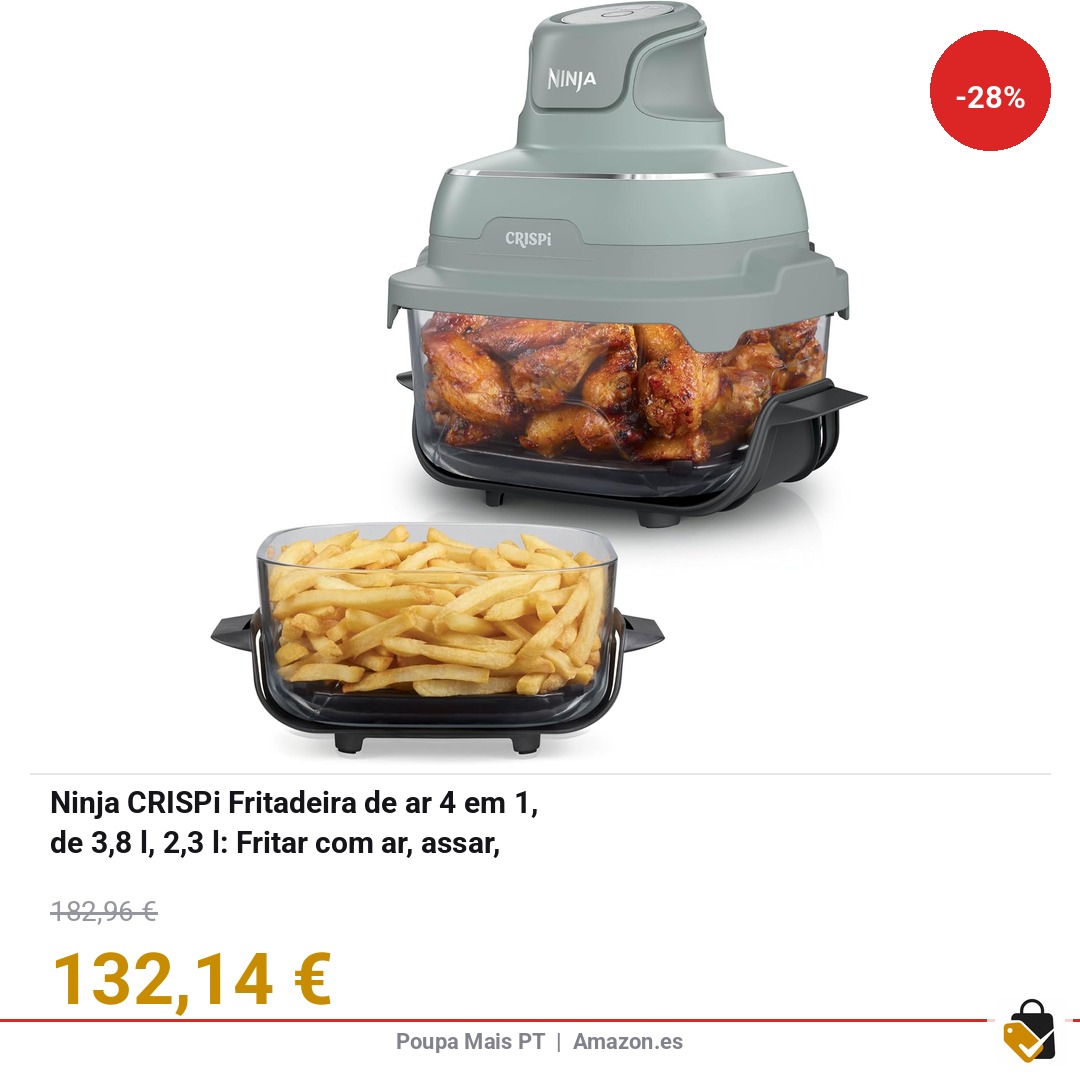 NINJA
-28%
CRISPi
Ninja CRISPi Fritadeira de ar 4 em 1,
de 3,8 l, 2,3 l: Fritar com ar, assar,
182,96 €
132,14 €
Poupa Mais PT | Amazon.es